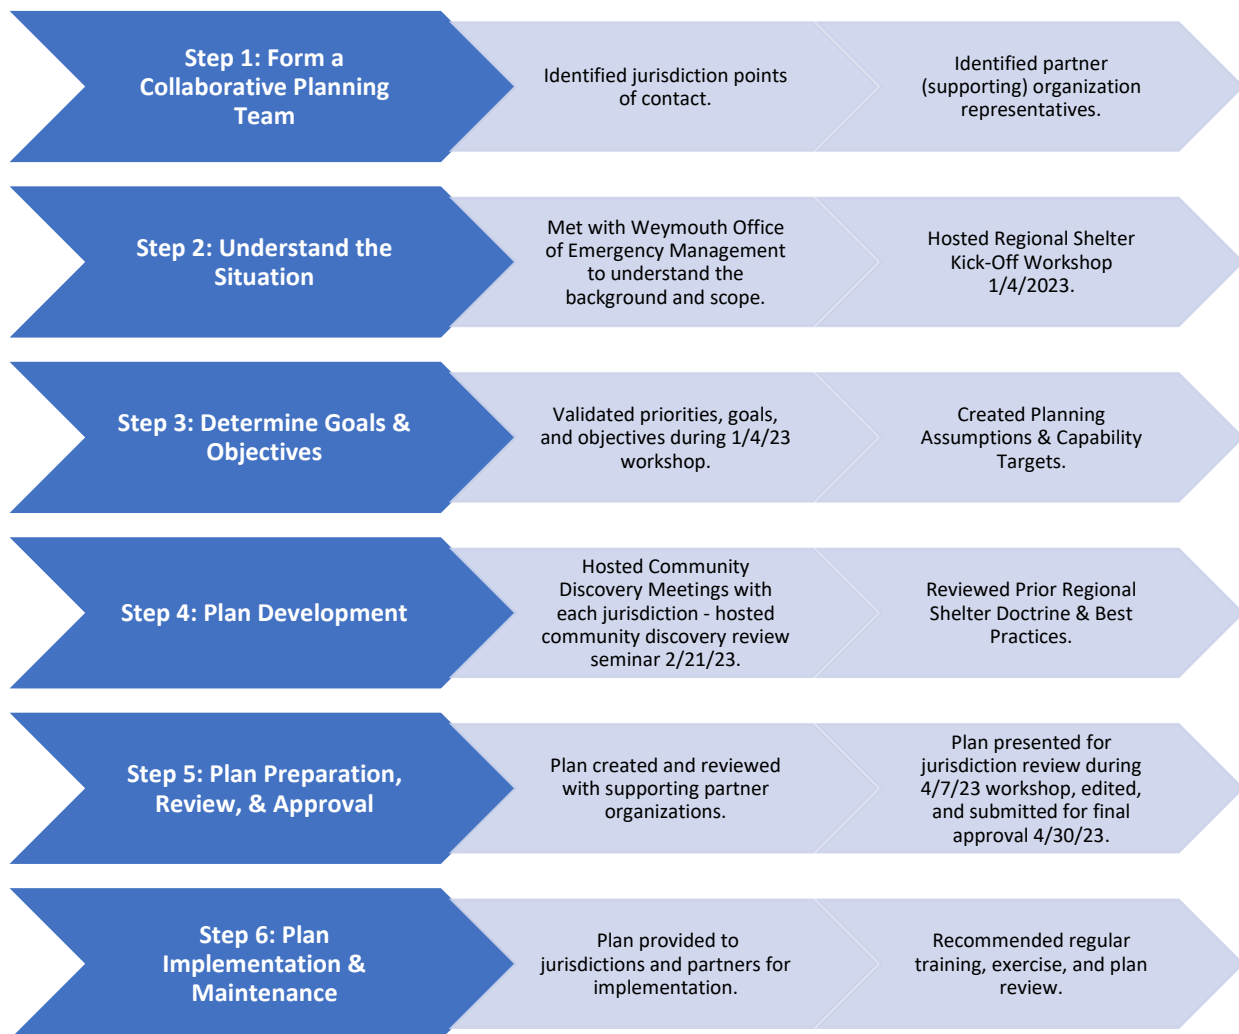 Step 1: Form a
Collaborative Planning
Team
Identified jurisdiction points
of contact.
Identified partner
(supporting) organization
representatives.
Step 2: Understand the
Situation
Met with Weymouth Office
of Emergency Management
to understand the
background and scope.
Hosted Regional Shelter
Kick-Off Workshop
1/4/2023.
Step 3: Determine Goals &
Objectives
Validated priorities, goals,
and objectives during 1/4/23
workshop.
Created Planning
Assumptions & Capability
Targets.
Step 4: Plan Development
Hosted Community
Discovery Meetings with
each jurisdiction - hosted
community discovery review
seminar 2/21/23.
Reviewed Prior Regional
Shelter Doctrine & Best
Practices.
Step 5: Plan Preparation,
Review, & Approval
Plan created and reviewed
with supporting partner
organizations.
Plan presented for
jurisdiction review during
4/7/23 workshop, edited,
and submitted for final
approval 4/30/23.
Step 6: Plan
Implementation &
Maintenance
Plan provided to
jurisdictions and partners for
implementation.
Recommended regular
training, exercise, and plan
review.